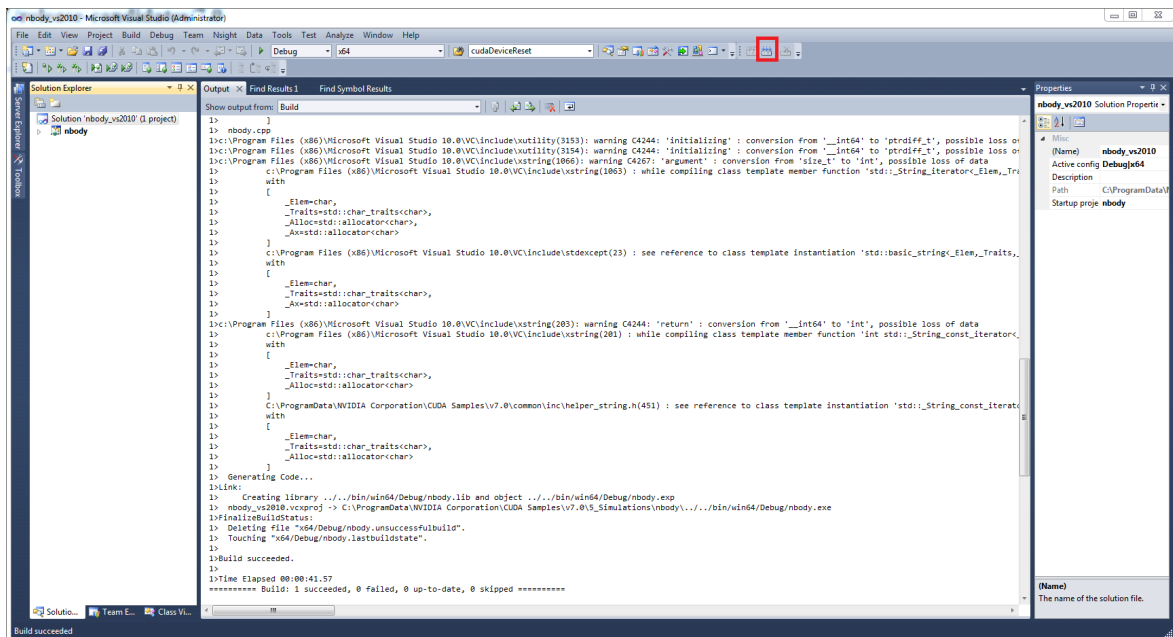 nbody_vs2010 - Microsoft Visual Studio (Administrator)
File Edit View Project Build Debug Team Nsight Data Tools Test Analyze Window Help
Debug x64 cudaDeviceReset
Solution Explorer
Solution 'nbody_vs2010' (1 project)
nbody
Server Explorer
Toolbox
Output Find Results 1 Find Symbol Results
Show output from: Build
1> ]
1> nbody.cpp
1>c:\Program Files (x86)\Microsoft Visual Studio 10.0\VC\include\xutility(3153): warning C4244: 'initializing' : conversion from '__int64' to 'ptrdiff_t', possible loss o
1>c:\Program Files (x86)\Microsoft Visual Studio 10.0\VC\include\xutility(3154): warning C4244: 'initializing' : conversion from '__int64' to 'ptrdiff_t', possible loss o
1>c:\Program Files (x86)\Microsoft Visual Studio 10.0\VC\include\xstring(1066): warning C4267: 'argument' : conversion from 'size_t' to 'int', possible loss of data
1> c:\Program Files (x86)\Microsoft Visual Studio 10.0\VC\include\xstring(1063) : while compiling class template member function 'std::_String_iterator<_Elem,_Tra
1> with
1> [
1> _Elem=char,
1> _Traits=std::char_traits<char>,
1> _Alloc=std::allocator<char>,
1> _Ax=std::allocator<char>
1> ]
1> c:\Program Files (x86)\Microsoft Visual Studio 10.0\VC\include\stdexcept(23) : see reference to class template instantiation 'std::basic_string<_Elem,_Traits,_
1> with
1> [
1> _Elem=char,
1> _Traits=std::char_traits<char>,
1> _Ax=std::allocator<char>
1> ]
1>c:\Program Files (x86)\Microsoft Visual Studio 10.0\VC\include\xstring(203): warning C4244: 'return' : conversion from '__int64' to 'int', possible loss of data
1> c:\Program Files (x86)\Microsoft Visual Studio 10.0\VC\include\xstring(201) : while compiling class template member function 'int std::_String_const_iterator<_
1> with
1> [
1> _Elem=char,
1> _Traits=std::char_traits<char>,
1> _Alloc=std::allocator<char>
1> ]
1> C:\ProgramData\NVIDIA Corporation\CUDA Samples\v7.0\common\inc\helper_string.h(451) : see reference to class template instantiation 'std::_String_const_iterato
1> with
1> [
1> _Elem=char,
1> _Traits=std::char_traits<char>,
1> _Alloc=std::allocator<char>
1> ]
1> Generating Code...
1>Link:
1> Creating library ../../bin/win64/Debug/nbody.lib and object ../../bin/win64/Debug/nbody.exp
1> nbody_vs2010.vcxproj -> C:\ProgramData\NVIDIA Corporation\CUDA Samples\v7.0\5_Simulations\nbody\../../bin/win64/Debug/nbody.exe
1>FinalizeBuildStatus:
1> Deleting file "x64/Debug/nbody.unsuccessfulbuild".
1> Touching "x64/Debug/nbody.lastbuildstate".
1>
1>Build succeeded.
1>
1>Time Elapsed 00:00:41.57
========== Build: 1 succeeded, 0 failed, 0 up-to-date, 0 skipped ==========
Properties
nbody_vs2010 Solution Propertie
Misc
(Name) nbody_vs2010
Active config Debug|x64
Description
Path C:\ProgramData\N
Startup proje nbody
(Name)
The name of the solution file.
Solutio... Team E... Class Vi...
Build succeeded